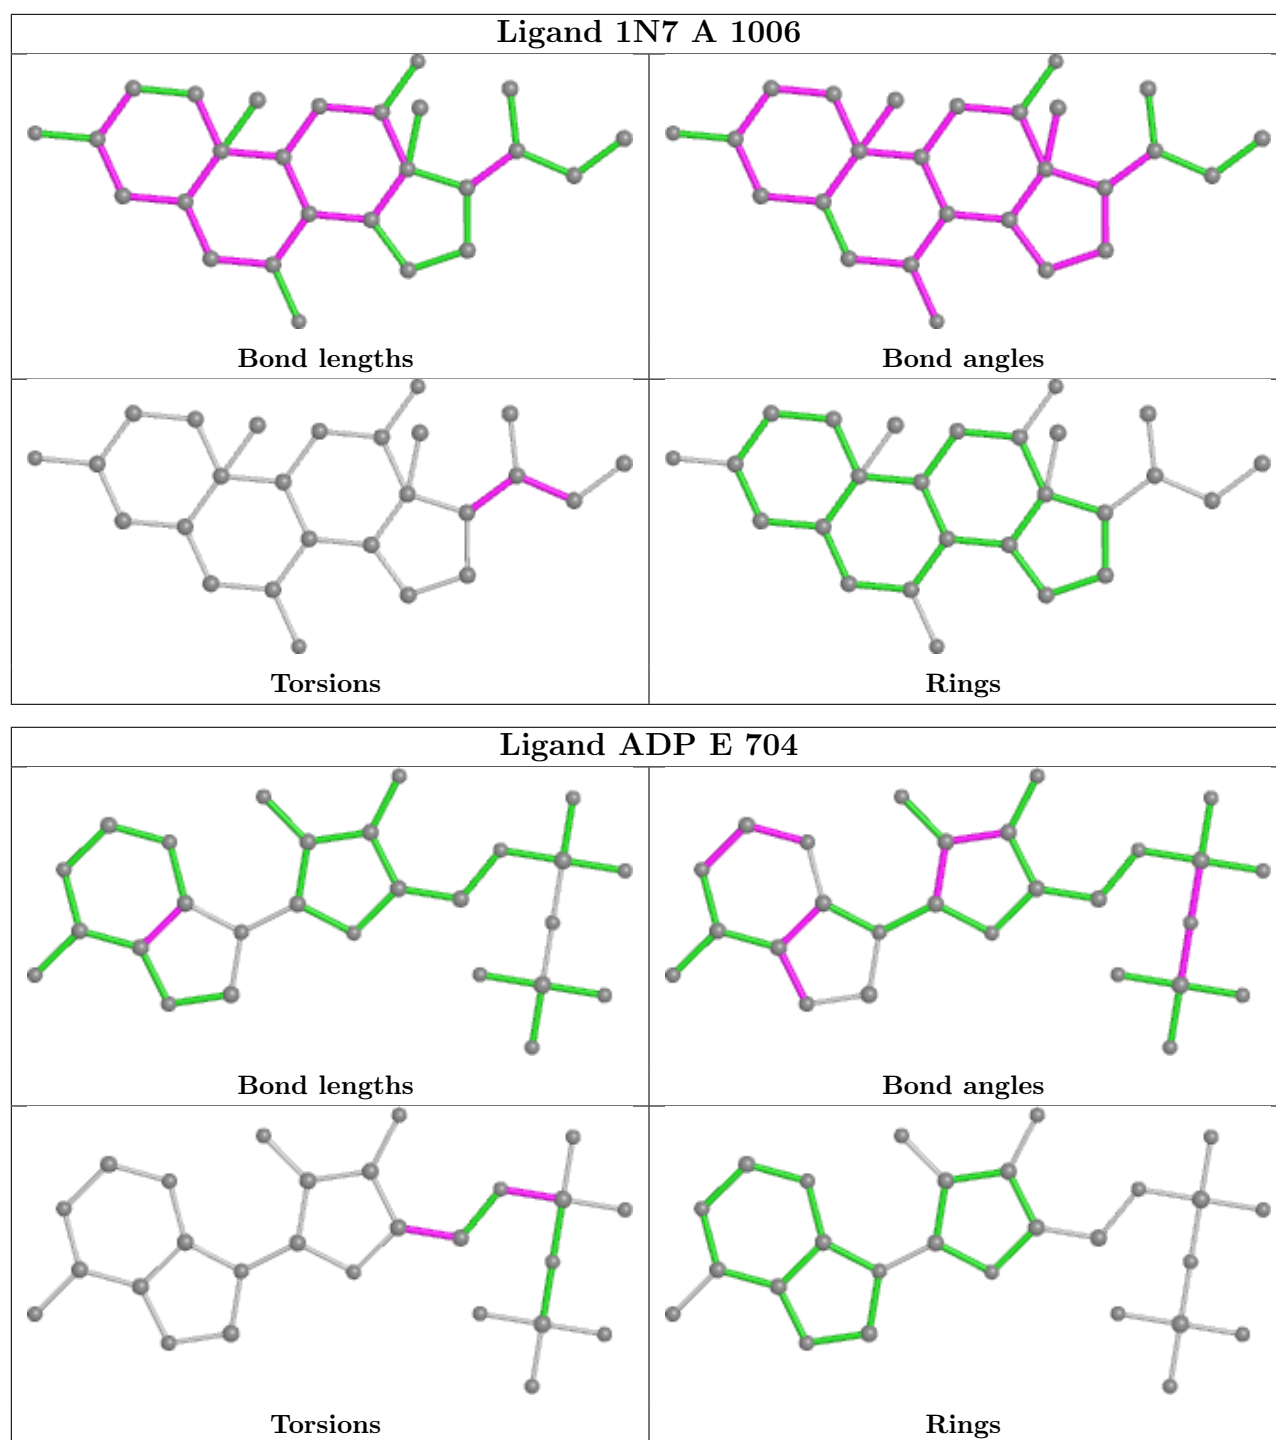 Ligand 1N7 A 1006
Bond lengths
Bond angles
Torsions
Rings
Ligand ADP E 704
Bond lengths
Bond angles
Torsions
Rings